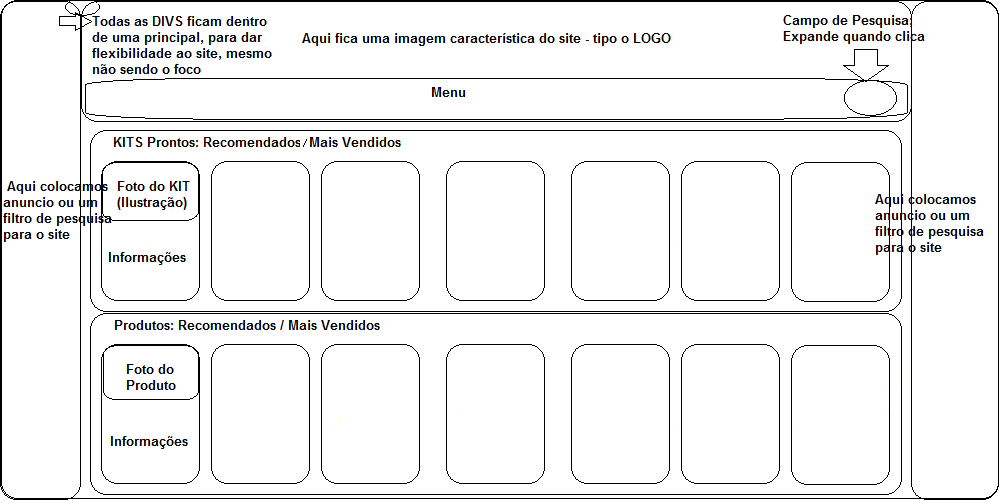 Todas as DIVS ficam dentro
de uma principal, para dar
flexibilidade ao site, mesmo
não sendo o foco
Aqui fica uma imagem característica do site - tipo o LOGO
Campo de Pesquisa;
Expande quando clica
Menu
KITS Prontos: Recomendados/Mais Vendidos
Aqui colocamos
anuncio ou um
filtro de pesquisa
para o site
Foto do KIT
(Ilustração)
Informações
Aqui colocamos
anuncio ou um
filtro de pesquisa
para o site
Produtos: Recomendados / Mais Vendidos
Foto do
Produto
Informações